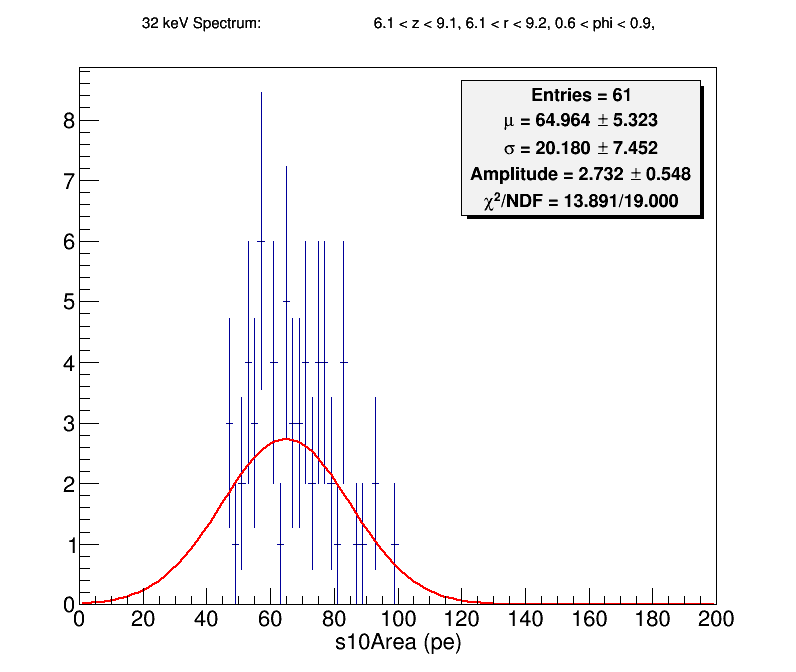 32 keV Spectrum: 6.1 < z < 9.1, 6.1 < r < 9.2, 0.6 < phi < 0.9,
Entries = 61
μ = 64.964 ± 5.323
σ = 20.180 ± 7.452
Amplitude = 2.732 ± 0.548
χ²/NDF = 13.891/19.000
8
7
6
5
4
3
2
1
0
0 20 40 60 80 100 120 140 160 180 200
s10Area (pe)